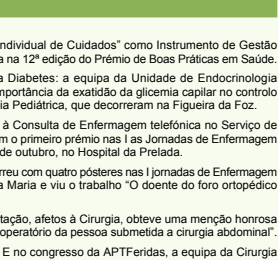 ndividual de Cuidados” como Instrumento de Gestão
a na 12ª edição do Prémio de Boas Práticas em Saúde.
a Diabetes: a equipa da Unidade de Endocrinologia
mportância da exatidão da glicemia capilar no controlo
ia Pediátrica, que decorreram na Figueira da Foz.
à Consulta de Enfermagem telefónica no Serviço de
m o primeiro prémio nas I as Jornadas de Enfermagem
de outubro, no Hospital da Prelada.
rreu com quatro pósteres nas I jornadas de Enfermagem
a Maria e viu o trabalho “O doente do foro ortopédico
tação, afetos à Cirurgia, obteve uma menção honrosa
operatório da pessoa submetida a cirurgia abdominal”.
E no congresso da APTFeridas, a equipa da Cirurgia